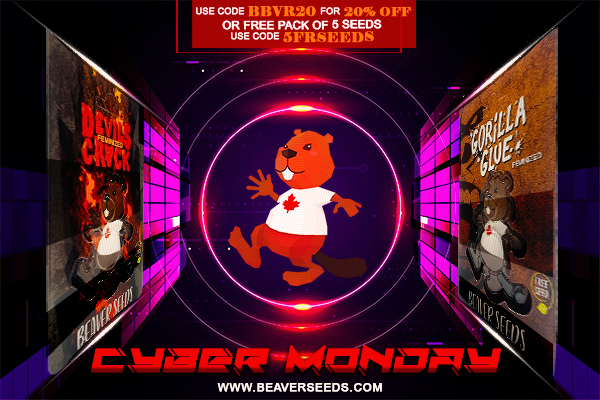 USE CODE BBVR20 FOR 20% OFF
OR FREE PACK OF 5 SEEDS
USE CODE 5FRSEEDS
DEVIL'S
FEMINIZED
CRACK
BEAVER SEEDS
GORILLA
GLUE
FEMINIZED
BEAVER SEEDS
CYBER MONDAY
WWW.BEAVERSEEDS.COM